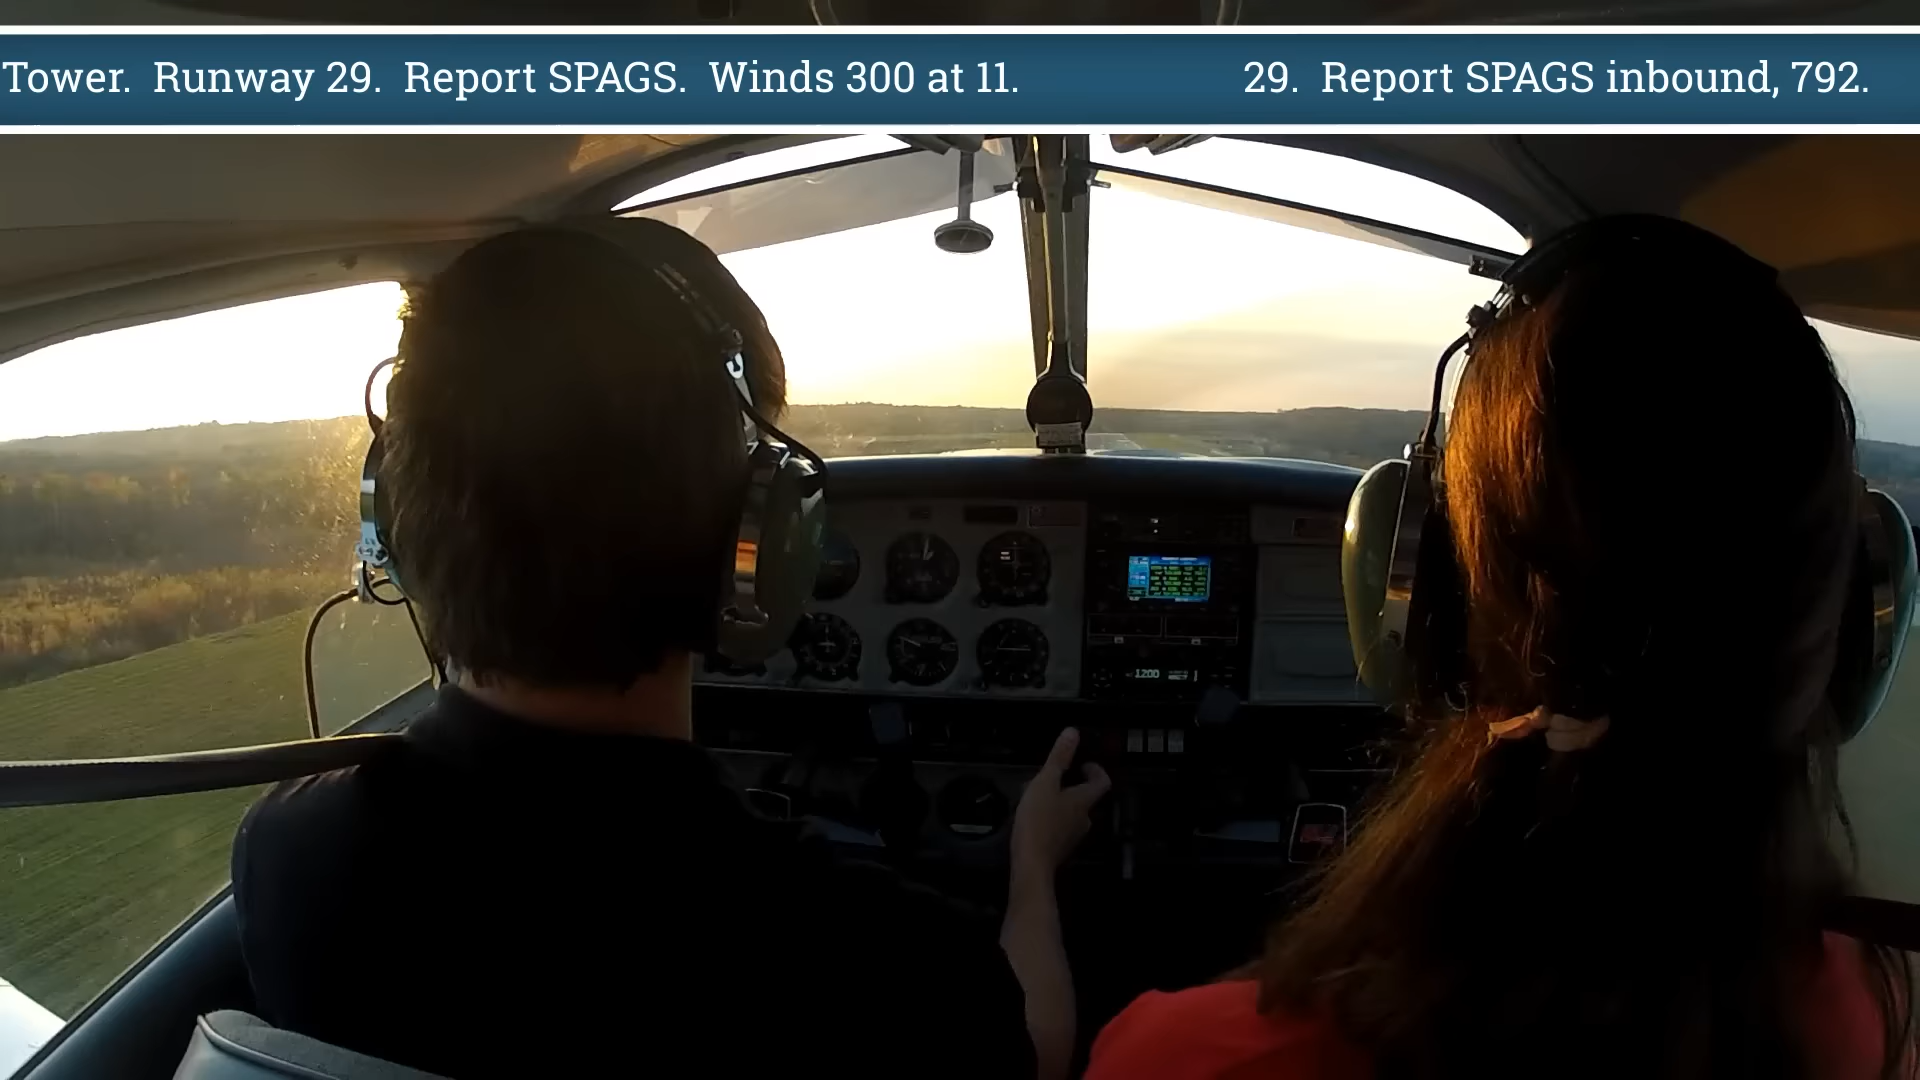 Tower. Runway 29. Report SPAGS. Winds 300 at 11. 29. Report SPAGS inbound, 792.
1200